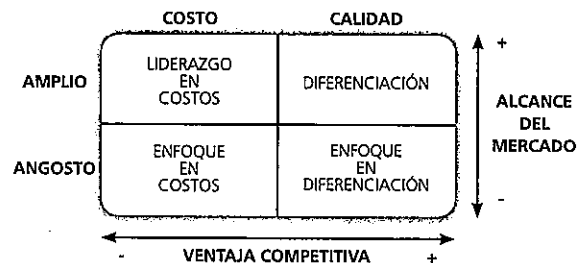 COSTO CALIDAD
+
AMPLIO
LIDERAZGO
EN
COSTOS
DIFERENCIACIÓN
ALCANCE
DEL
MERCADO
ANGOSTO
ENFOQUE
EN
COSTOS
ENFOQUE
EN
DIFERENCIACIÓN
-
- VENTAJA COMPETITIVA +